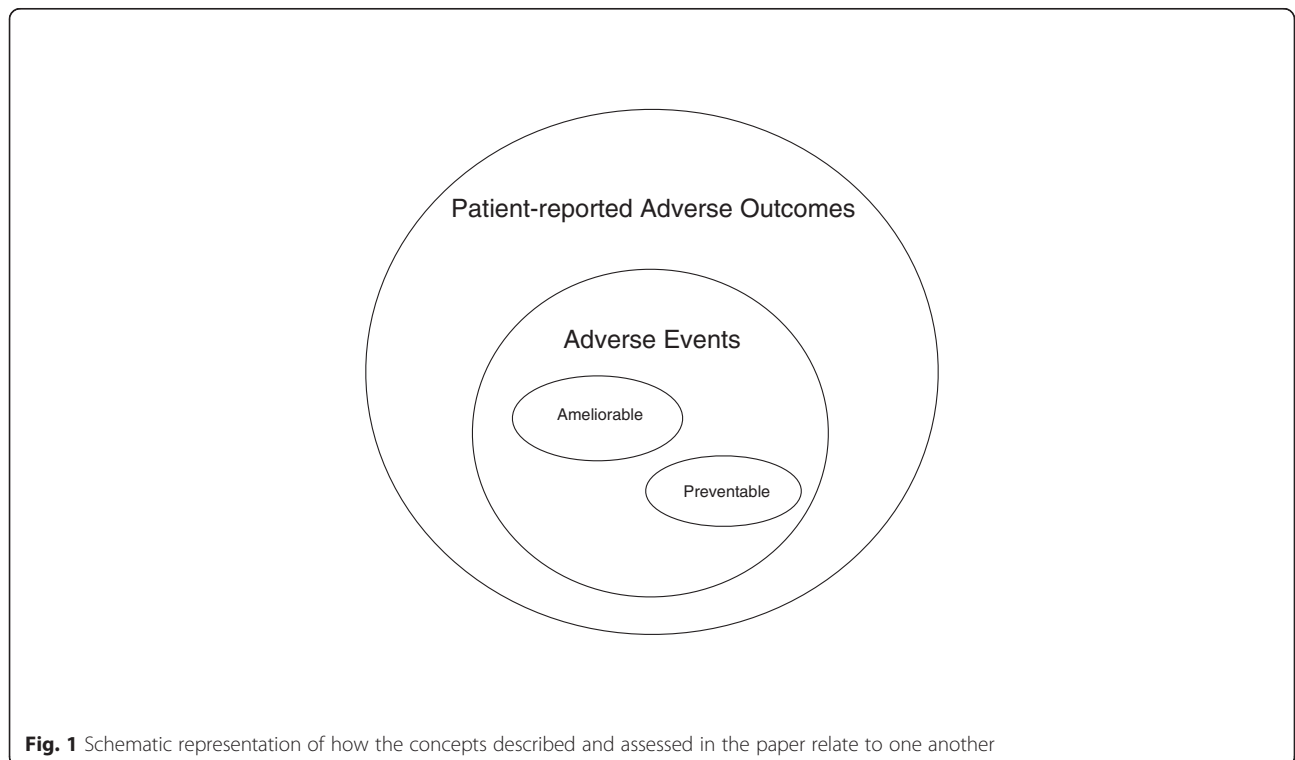 Patient-reported Adverse Outcomes
Adverse Events
Ameliorable
Preventable
Fig. 1 Schematic representation of how the concepts described and assessed in the paper relate to one another